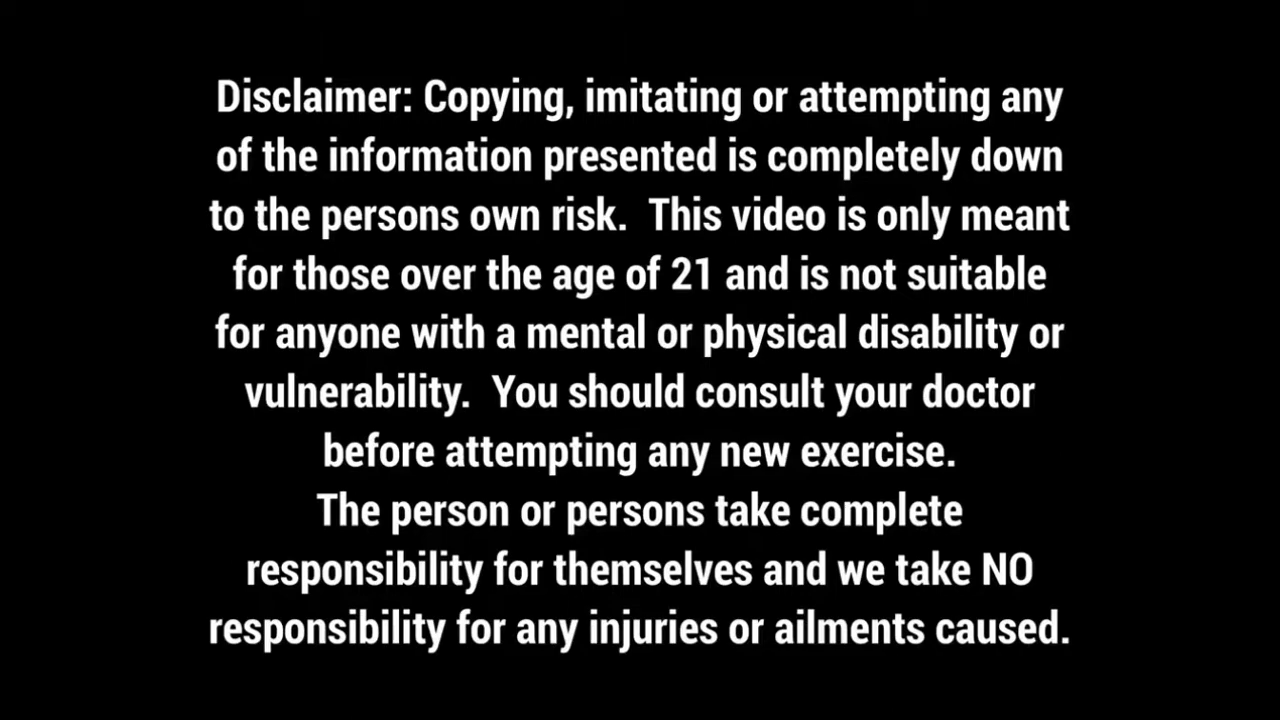 Disclaimer: Copying, imitating or attempting any
of the information presented is completely down
to the persons own risk.  This video is only meant
for those over the age of 21 and is not suitable
for anyone with a mental or physical disability or
vulnerability.  You should consult your doctor
before attempting any new exercise.
The person or persons take complete
responsibility for themselves and we take NO
responsibility for any injuries or ailments caused.